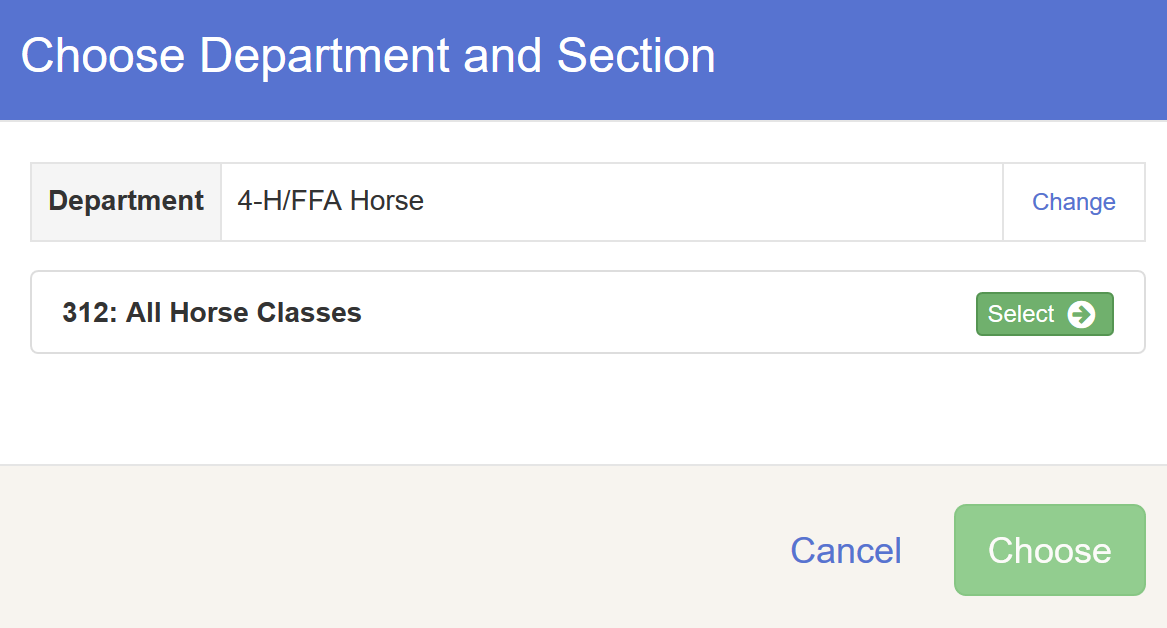 Choose Department and Section
Department 4-H/FFA Horse Change
312: All Horse Classes Select
Cancel Choose